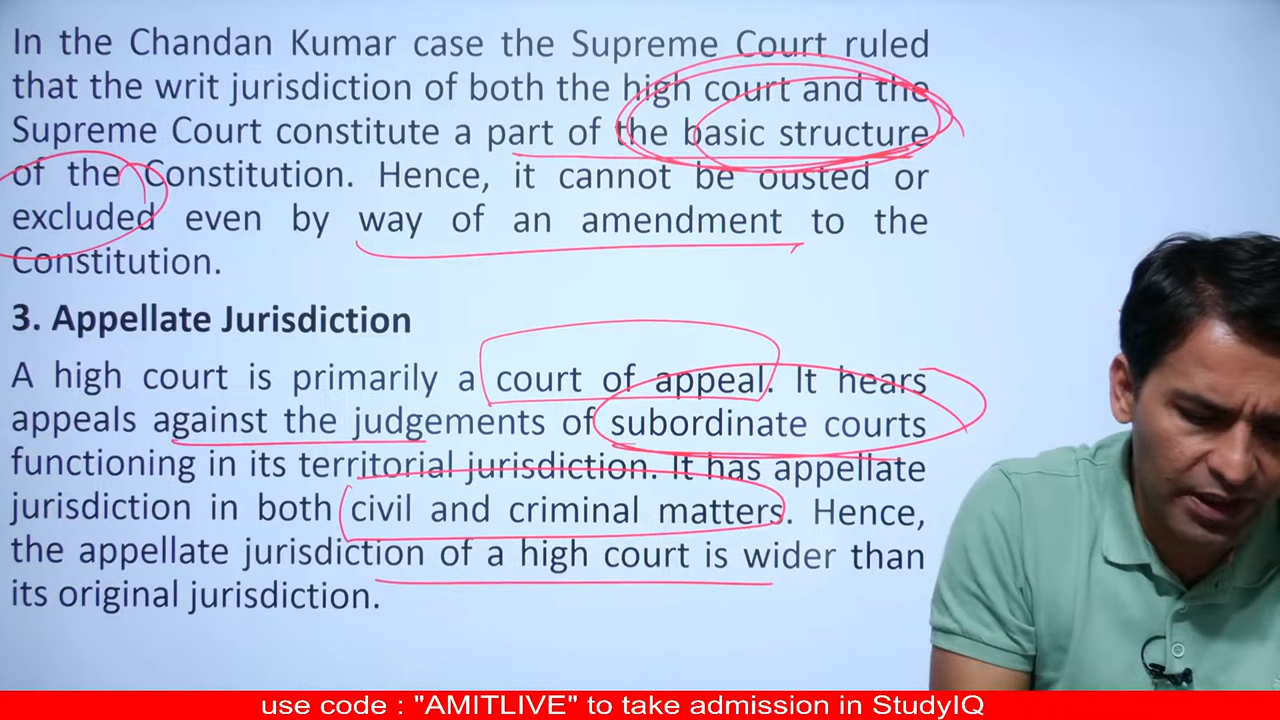 In the Chandan Kumar case the Supreme Court ruled
that the writ jurisdiction of both the high court and the
Supreme Court constitute a part of the basic structure
of the Constitution. Hence, it cannot be ousted or
excluded even by way of an amendment to the
Constitution.
3. Appellate Jurisdiction
A high court is primarily a court of appeal. It hears
appeals against the judgements of subordinate courts
functioning in its territorial jurisdiction. It has appellate
jurisdiction in both civil and criminal matters. Hence,
the appellate jurisdiction of a high court is wider than
its original jurisdiction.
use code : "AMITLIVE" to take admission in StudyIQ